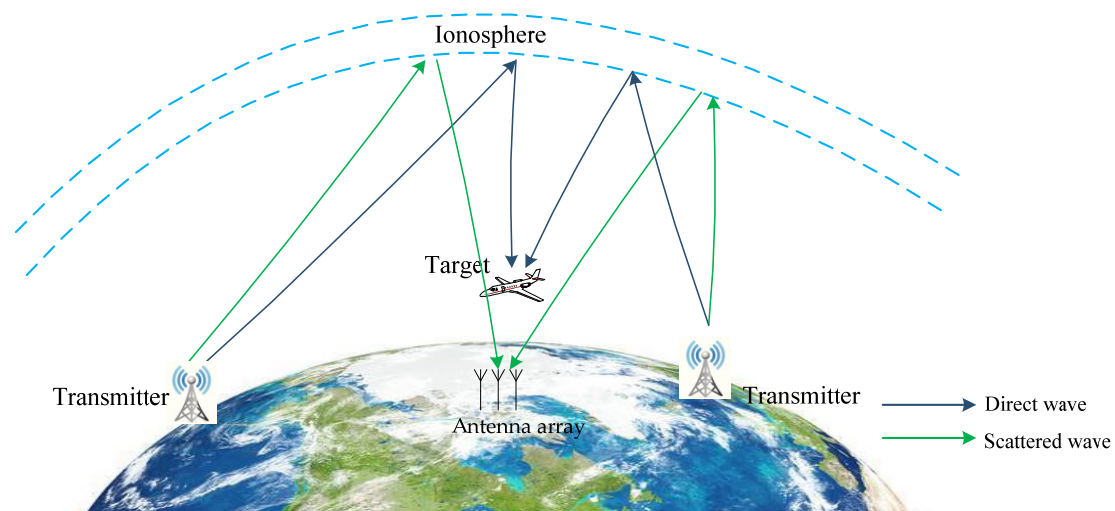 Ionosphere
Target
Transmitter
Transmitter
Antenna array
Direct wave
Scattered wave